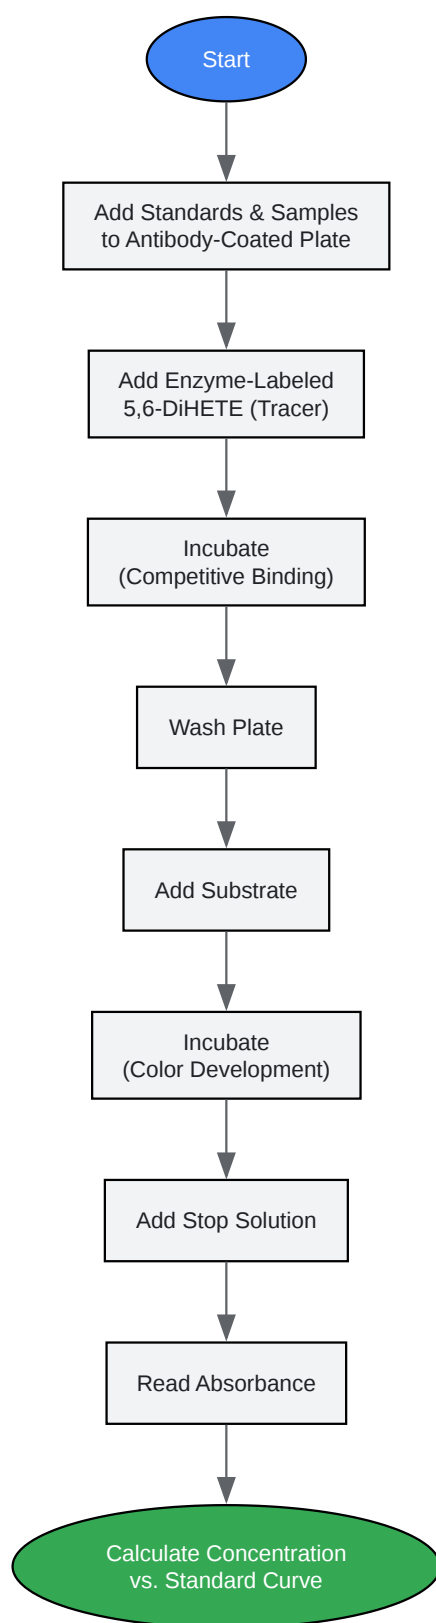 Start
Add Standards & Samples
to Antibody-Coated Plate
Add Enzyme-Labeled
5,6-DiHETE (Tracer)
Incubate
(Competitive Binding)
Wash Plate
Add Substrate
Incubate
(Color Development)
Add Stop Solution
Read Absorbance
Calculate Concentration
vs. Standard Curve